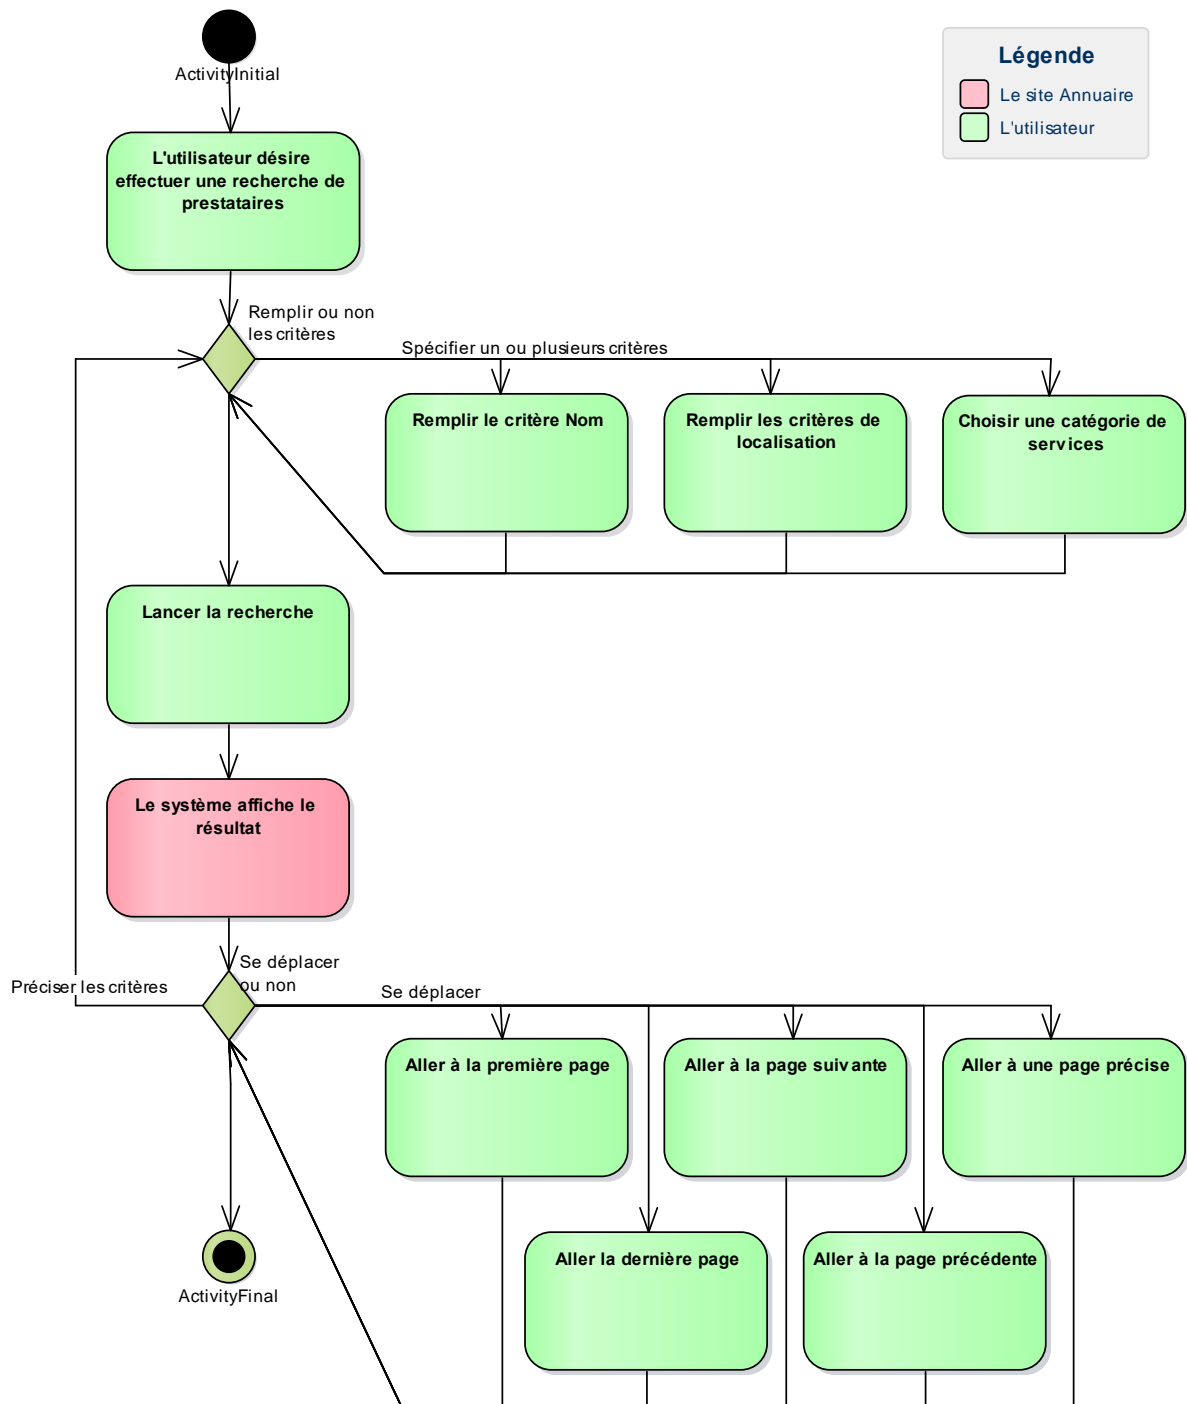 ActivityInitial
Légende
Le site Annuaire
L'utilisateur
L'utilisateur désire
effectuer une recherche de
prestataires
Remplir ou non
les critères
Spécifier un ou plusieurs critères
Remplir le critère Nom
Remplir les critères de
localisation
Choisir une catégorie de
services
Lancer la recherche
Le système affiche le
résultat
Se déplacer
ou non
Préciser les critères
Se déplacer
Aller à la première page
Aller à la page suivante
Aller à une page précise
Aller la dernière page
Aller à la page précédente
ActivityFinal